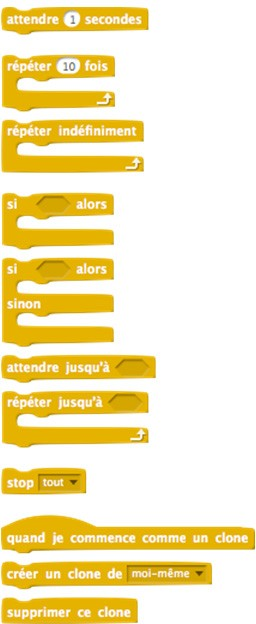 attendre 1 secondes
répéter 10 fois
répéter indéfiniment
si alors
si alors
sinon
attendre jusqu'à
répéter jusqu'à
stop tout
quand je commence comme un clone
créer un clone de moi-même
supprimer ce clone